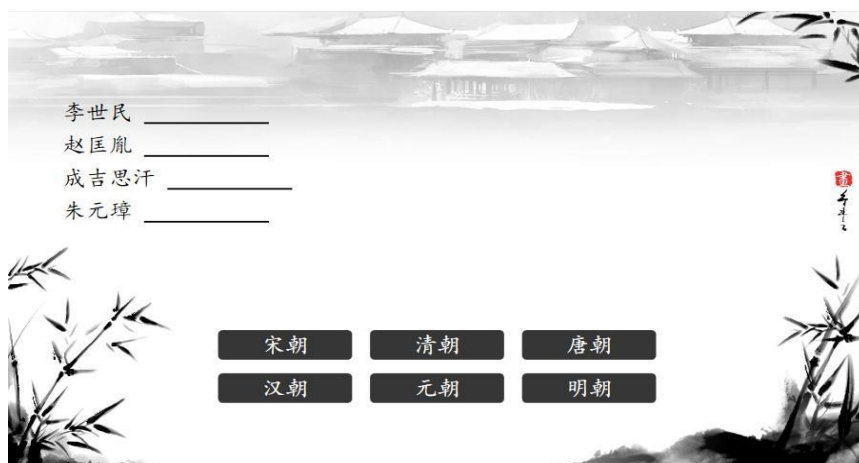 李世民
赵匡胤
成吉思汗
朱元璋
宋朝 清朝 唐朝
汉朝 元朝 明朝